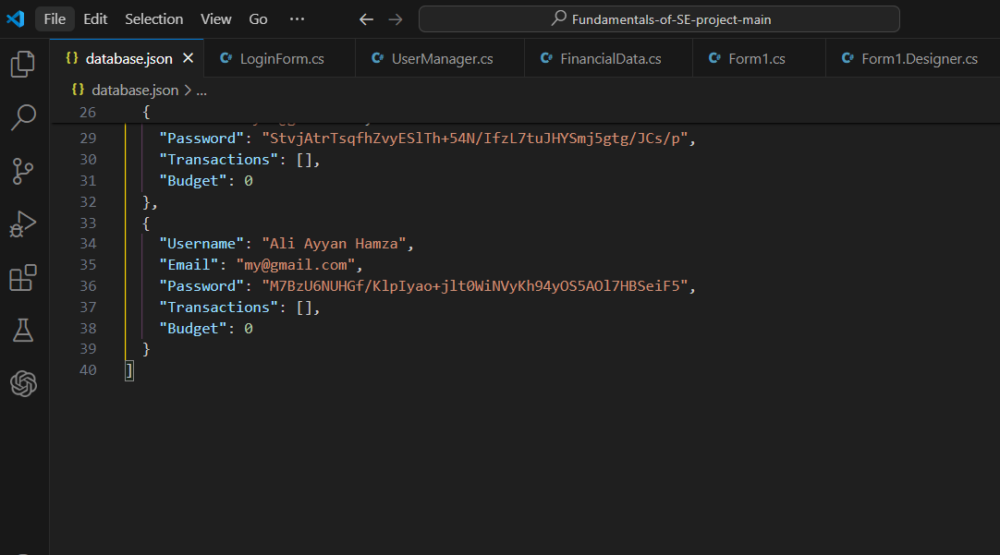 File Edit Selection View Go ... Fundamentals-of-SE-project-main
{} database.json LoginForm.cs UserManager.cs FinancialData.cs Form1.cs Form1.Designer.cs
{} database.json > ...
26 {
29 "Password": "StvjAtrTsqfhZvyESlTh+54N/IfzL7tuJHYSmj5gtg/JCs/p",
30 "Transactions": [],
31 "Budget": 0
32 },
33 {
34 "Username": "Ali Ayyan Hamza",
35 "Email": "my@gmail.com",
36 "Password": "M7BzU6NUHGf/KlpIyao+jlt0WiNVyKh94yOS5AOl7HBSeiF5",
37 "Transactions": [],
38 "Budget": 0
39 }
40 ]